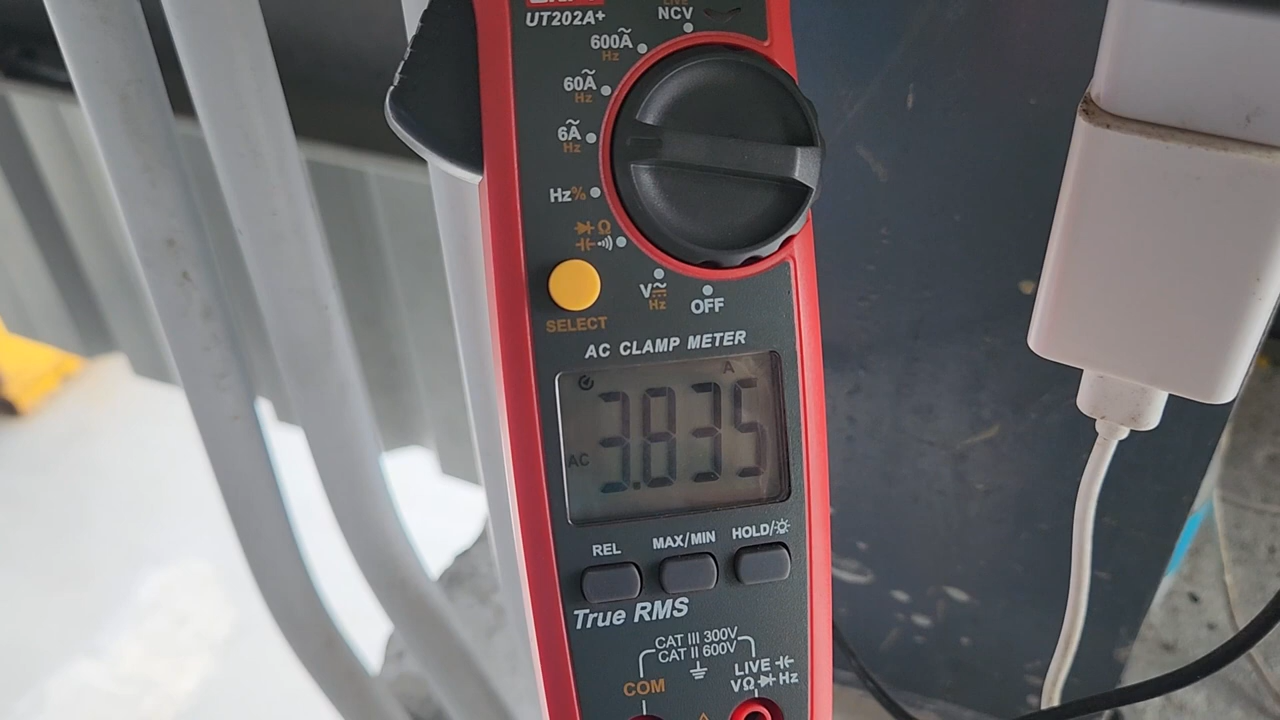 UT202A+
LIVE
NCV
600A~
Hz
60A~
Hz
6A~
Hz
Hz%
Ω
V
Hz
OFF
SELECT
AC CLAMP METER
A
3.835
AC
REL
MAX/MIN
HOLD/
True RMS
CAT III 300V
CAT II 600V
LIVE
COM
VΩ Hz